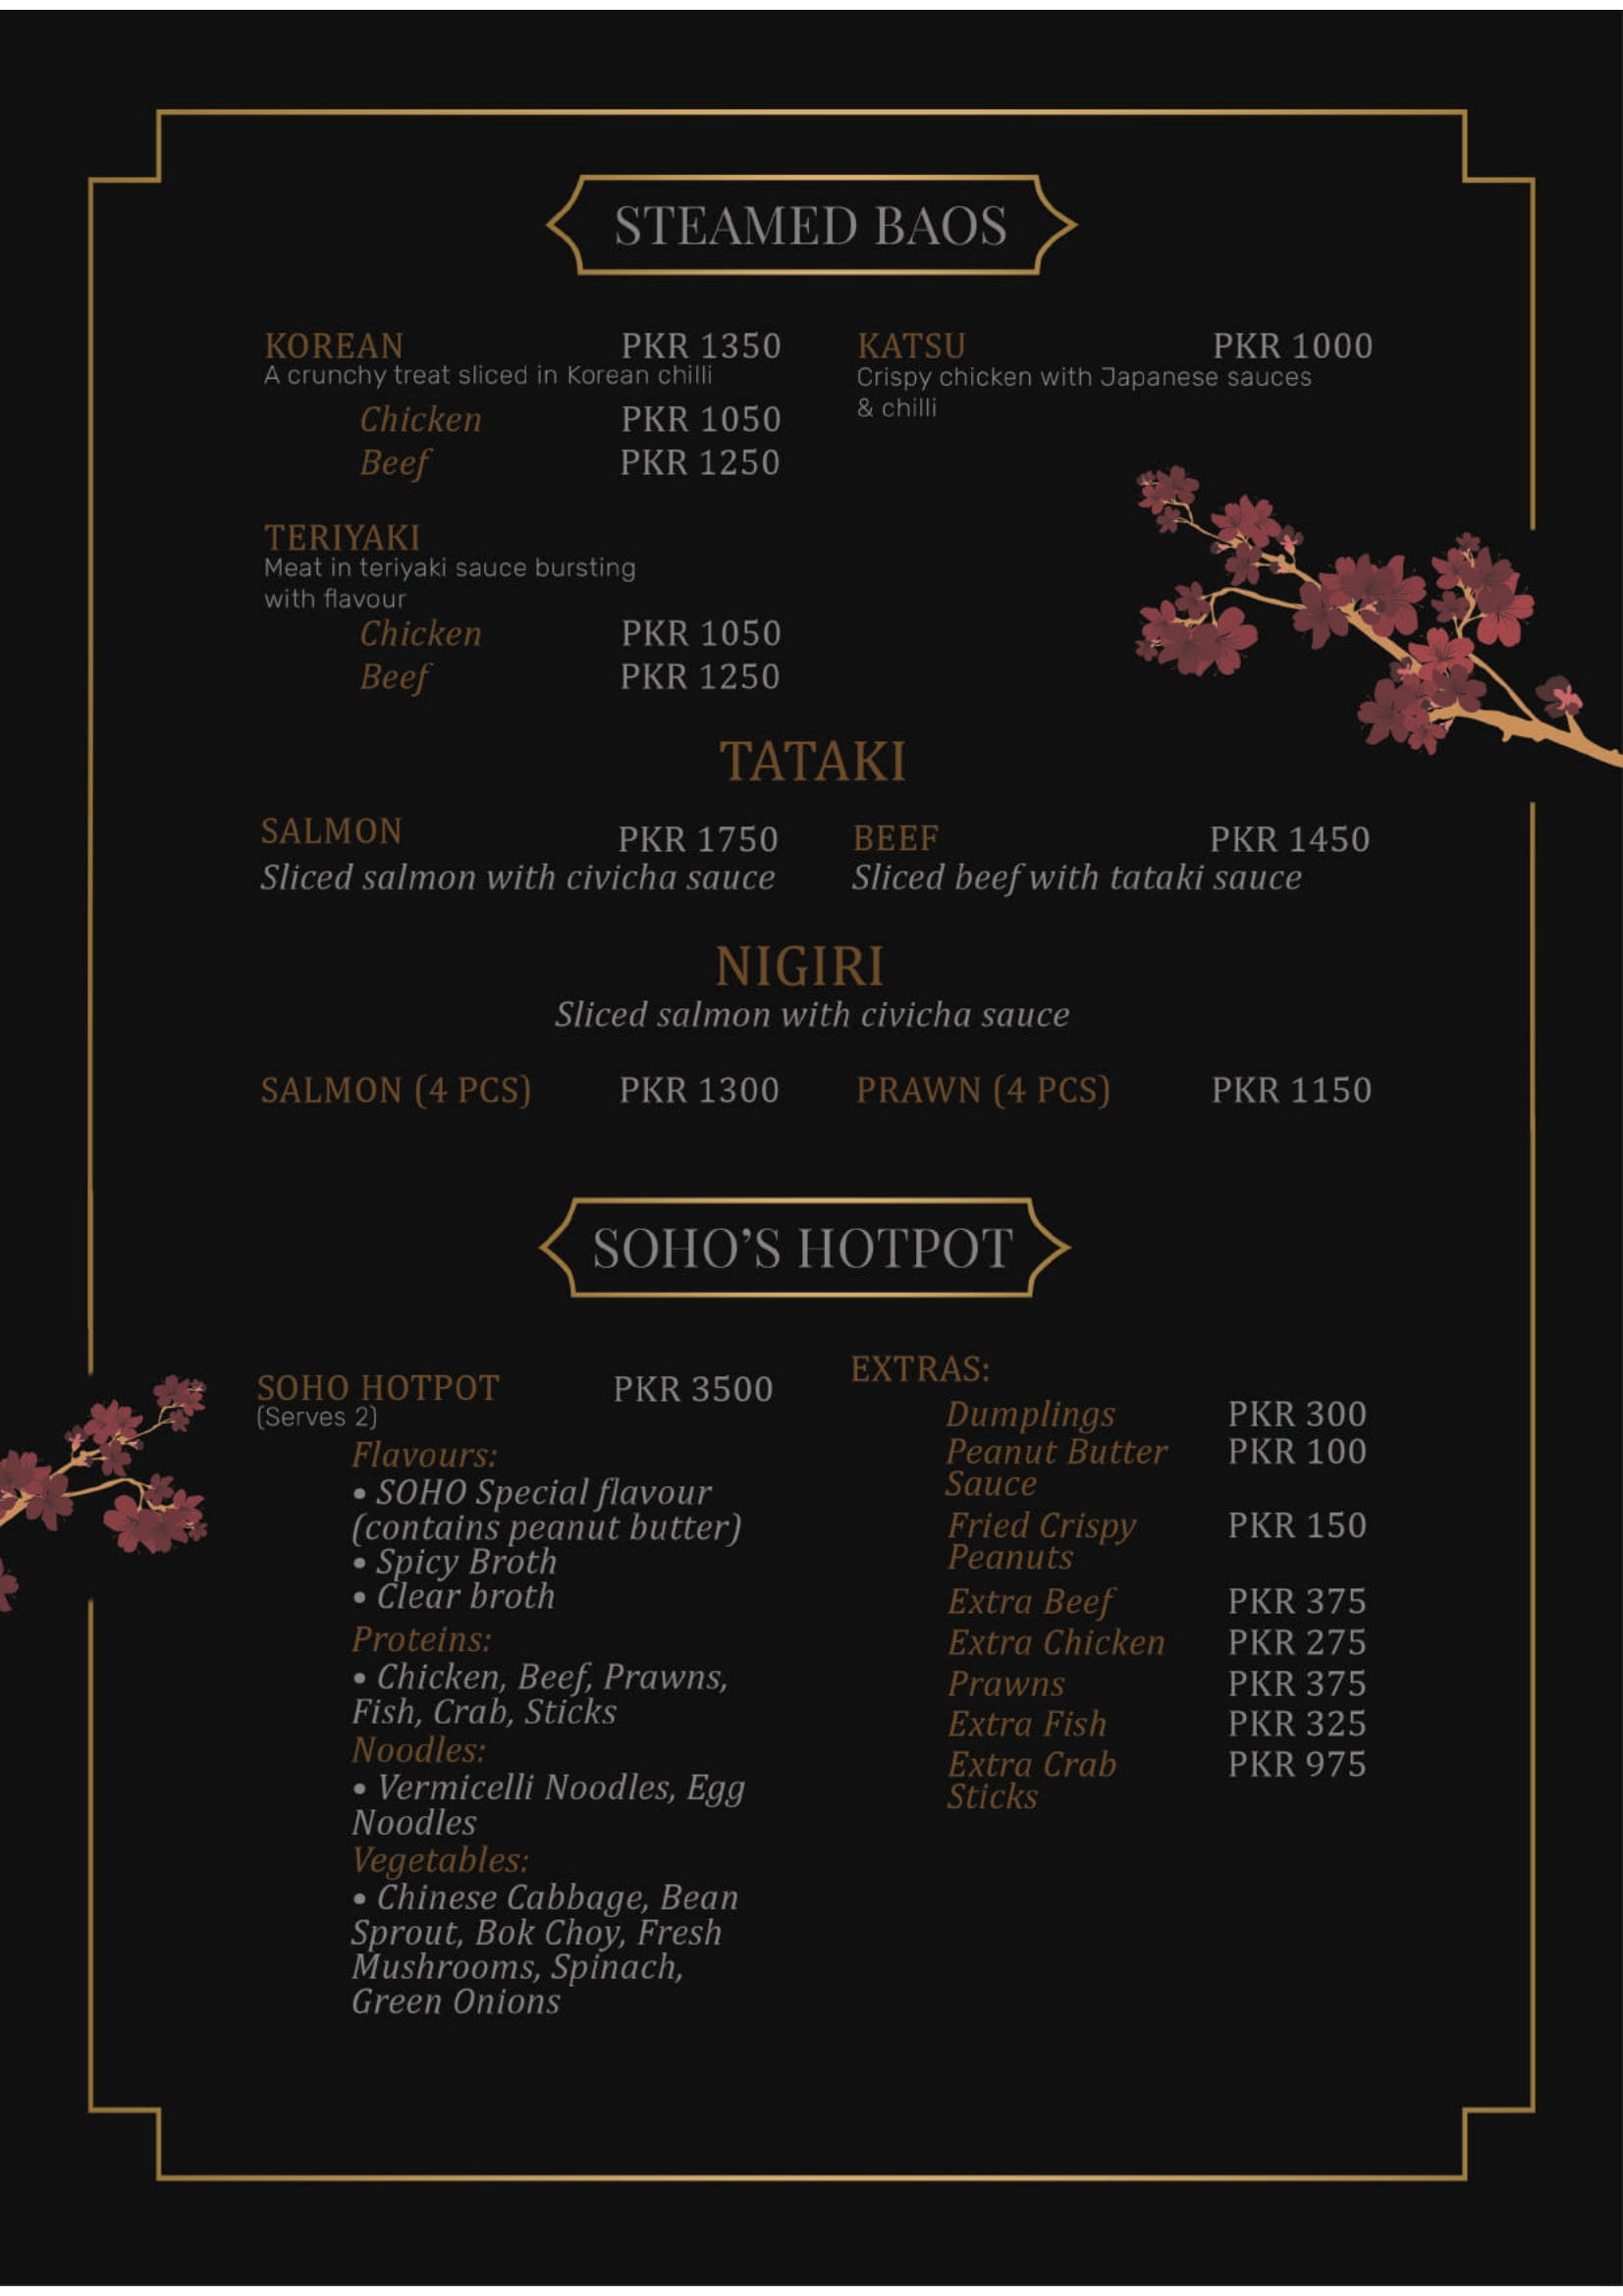 STEAMED BAOS
KOREAN PKR 1350
A crunchy treat sliced in Korean chilli
Chicken PKR 1050
Beef PKR 1250
KATSU PKR 1000
Crispy chicken with Japanese sauces
& chilli
TERIYAKI
Meat in teriyaki sauce bursting
with flavour
Chicken PKR 1050
Beef PKR 1250
TATAKI
SALMON PKR 1750
Sliced salmon with civicha sauce
BEEF PKR 1450
Sliced beef with tataki sauce
NIGIRI
Sliced salmon with civicha sauce
SALMON (4 PCS) PKR 1300
PRAWN (4 PCS) PKR 1150
SOHO'S HOTPOT
SOHO HOTPOT PKR 3500
(Serves 2)
Flavours:
• SOHO Special flavour
(contains peanut butter)
• Spicy Broth
• Clear broth
Proteins:
• Chicken, Beef, Prawns,
Fish, Crab, Sticks
Noodles:
• Vermicelli Noodles, Egg
Noodles
Vegetables:
• Chinese Cabbage, Bean
Sprout, Bok Choy, Fresh
Mushrooms, Spinach,
Green Onions
EXTRAS:
Dumplings PKR 300
Peanut Butter PKR 100
Sauce
Fried Crispy PKR 150
Peanuts
Extra Beef PKR 375
Extra Chicken PKR 275
Prawns PKR 375
Extra Fish PKR 325
Extra Crab PKR 975
Sticks